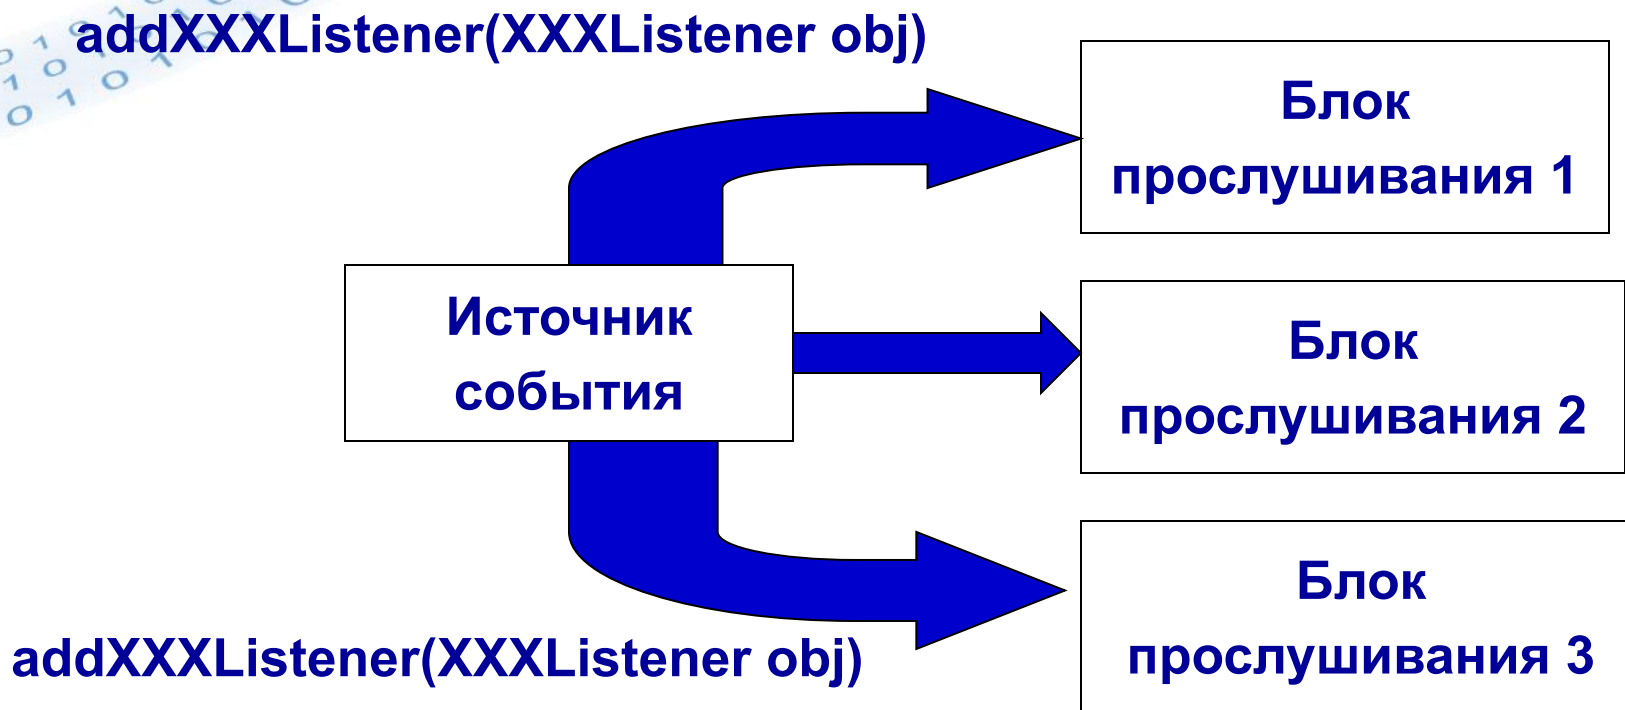 addXXXListener(XXXListener obj)
Блок
прослушивания 1
Источник
события
Блок
прослушивания 2
Блок
прослушивания 3
addXXXListener(XXXListener obj)